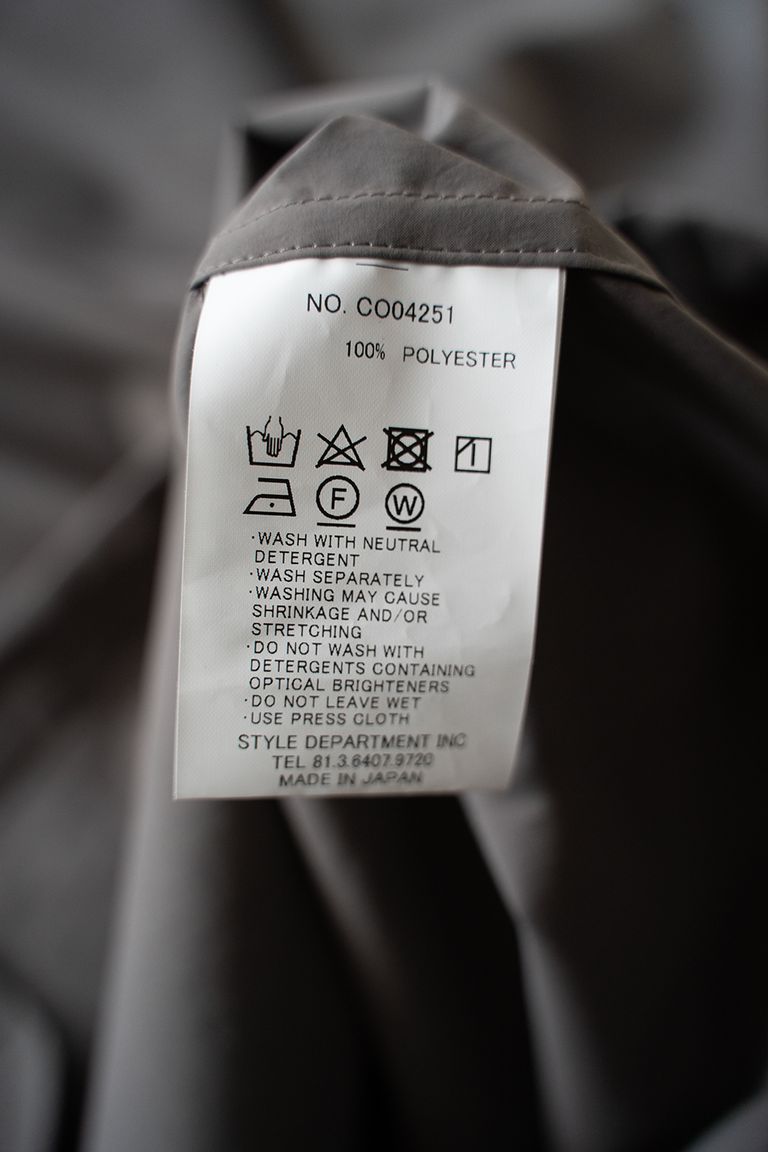 NO. CO04251
100% POLYESTER
F W
·WASH WITH NEUTRAL
DETERGENT
·WASH SEPARATELY
·WASHING MAY CAUSE
SHRINKAGE AND/OR
STRETCHING
·DO NOT WASH WITH
DETERGENTS CONTAINING
OPTICAL BRIGHTENERS
·DO NOT LEAVE WET
·USE PRESS CLOTH
STYLE DEPARTMENT INC
TEL 81.3.6407.9720
MADE IN JAPAN